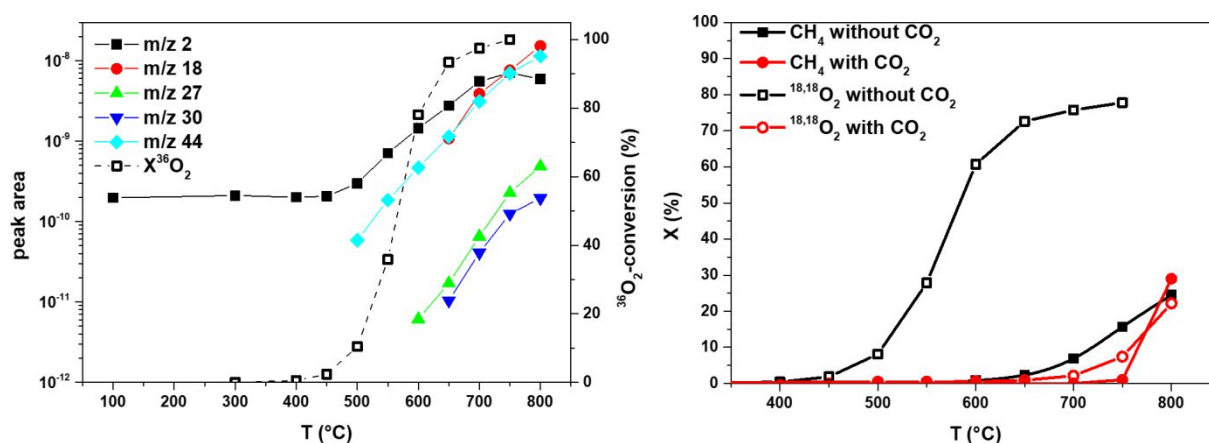 m/z 2
m/z 18
m/z 27
m/z 30
m/z 44
X³⁶O₂
peak area
10⁻⁸
10⁻⁹
10⁻¹⁰
10⁻¹¹
10⁻¹²
100 200 300 400 500 600 700 800
T (°C)
100
80
60
40
20
0
³⁶O₂-conversion (%)
CH₄ without CO₂
CH₄ with CO₂
¹⁸,¹⁸O₂ without CO₂
¹⁸,¹⁸O₂ with CO₂
X (%)
100
90
80
70
60
50
40
30
20
10
0
400 500 600 700 800
T (°C)